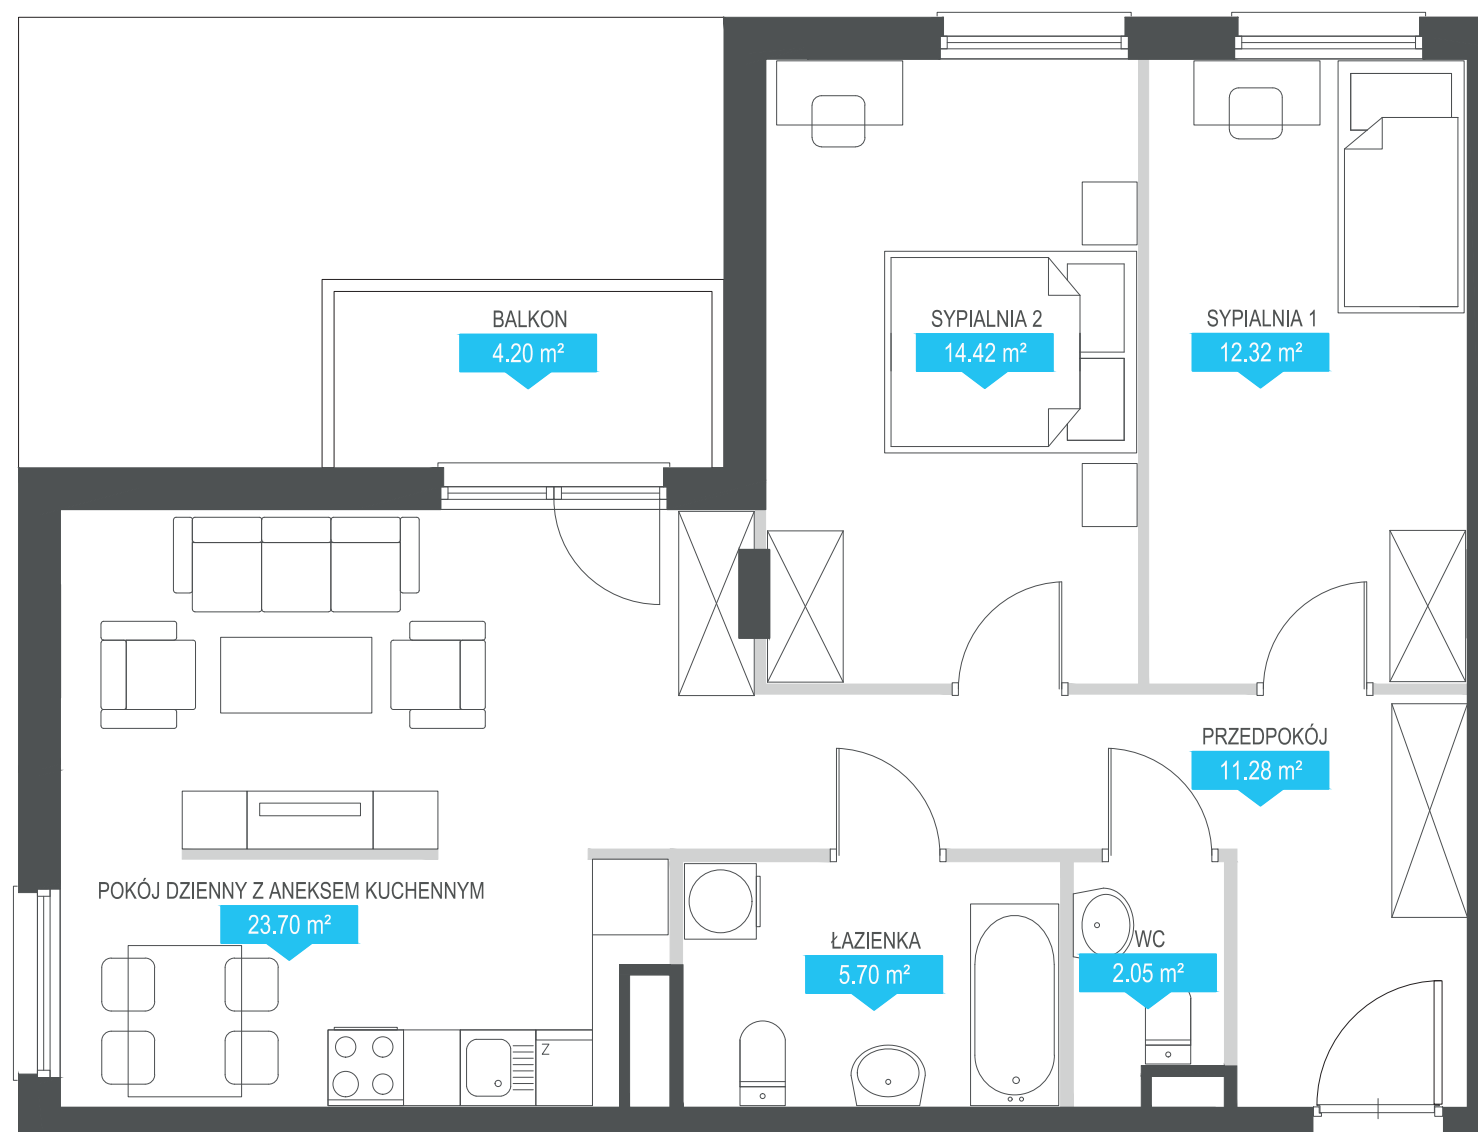 BALKON
4.20 m²
SYPIALNIA 2
14.42 m²
SYPIALNIA 1
12.32 m²
PRZEDPOKÓJ
11.28 m²
POKÓJ DZIENNY Z ANEKSEM KUCHENNYM
23.70 m²
ŁAZIENKA
5.70 m²
WC
2.05 m²
Z